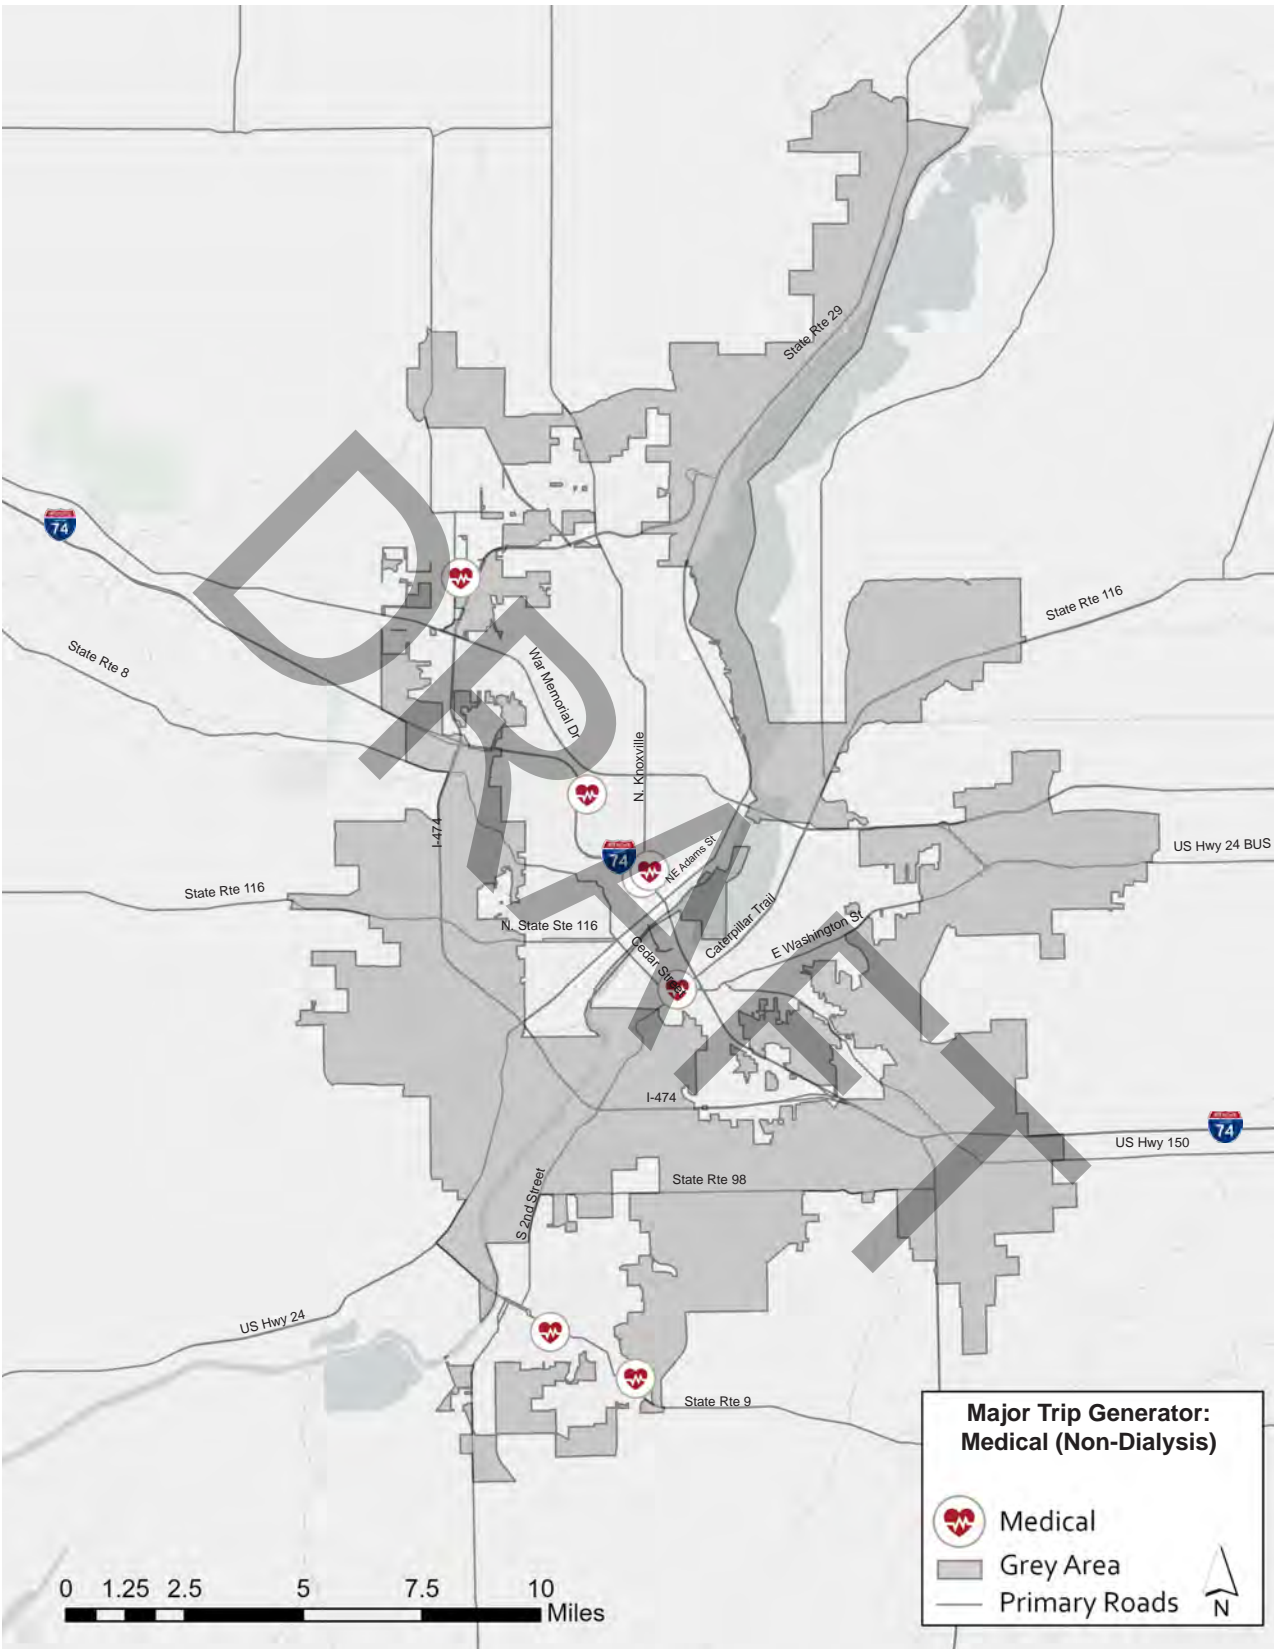 State Rte 29
74
State Rte 116
State Rte 8
War Memorial Dr
N. Knoxville
I-474
US Hwy 24 BUS
74
NE Adams St
State Rte 116
N. State Ste 116
Caterpillar Trail
E Washington St
Cedar Street
I-474
74
US Hwy 150
State Rte 98
S 2nd Street
US Hwy 24
State Rte 9
DRAFT
Major Trip Generator:
Medical (Non-Dialysis)
Medical
Grey Area
Primary Roads
N
0 1.25 2.5 5 7.5 10
Miles